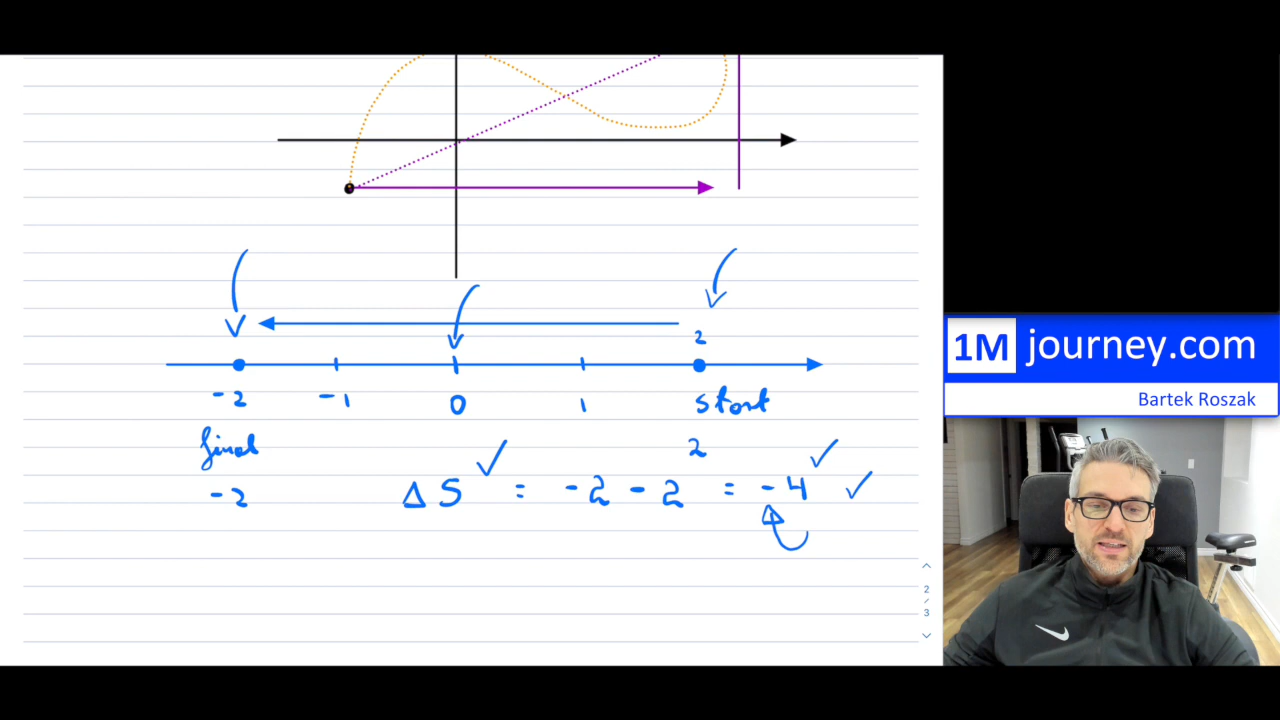 2
-2 -1 0 1 start
final 2
-2 Δ S = -2 - 2 = -4
1M journey.com
Bartek Roszak
2
/
3